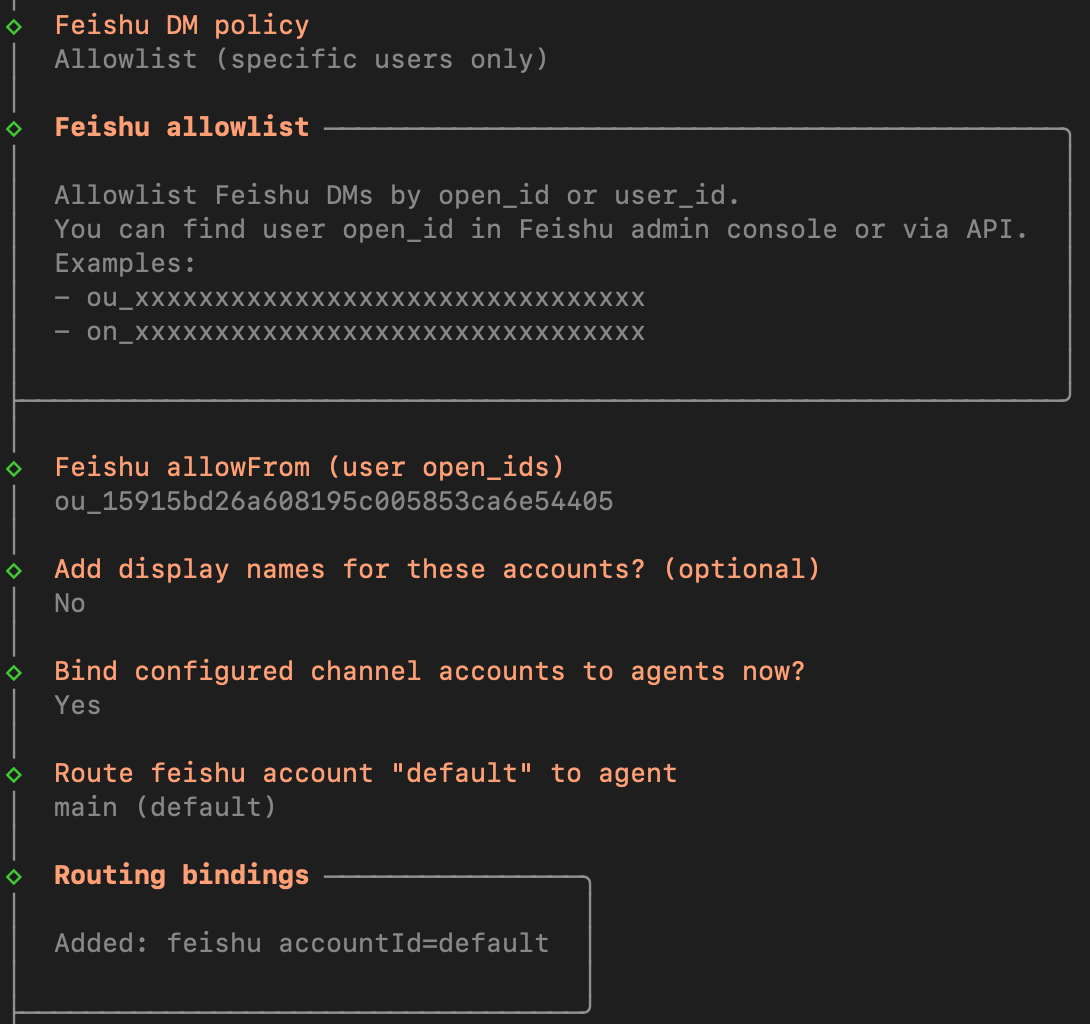 Feishu DM policy
Allowlist (specific users only)
Feishu allowlist
Allowlist Feishu DMs by open_id or user_id.
You can find user open_id in Feishu admin console or via API.
Examples:
- ou_xxxxxxxxxxxxxxxxxxxxxxxxxxxxxxxx
- on_xxxxxxxxxxxxxxxxxxxxxxxxxxxxxxxx
Feishu allowFrom (user open_ids)
ou_15915bd26a608195c005853ca6e54405
Add display names for these accounts? (optional)
No
Bind configured channel accounts to agents now?
Yes
Route feishu account "default" to agent
main (default)
Routing bindings
Added: feishu accountId=default